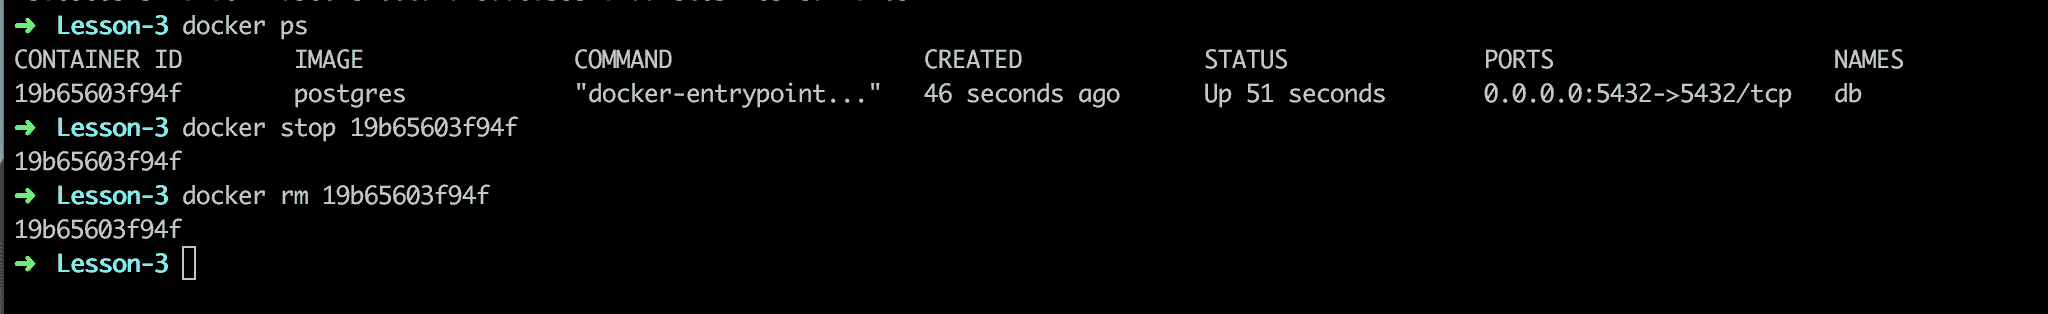 ➜ Lesson-3 docker ps
CONTAINER ID IMAGE COMMAND CREATED STATUS PORTS NAMES
19b65603f94f postgres "docker-entrypoint..." 46 seconds ago Up 51 seconds 0.0.0.0:5432->5432/tcp db
➜ Lesson-3 docker stop 19b65603f94f
19b65603f94f
➜ Lesson-3 docker rm 19b65603f94f
19b65603f94f
➜ Lesson-3